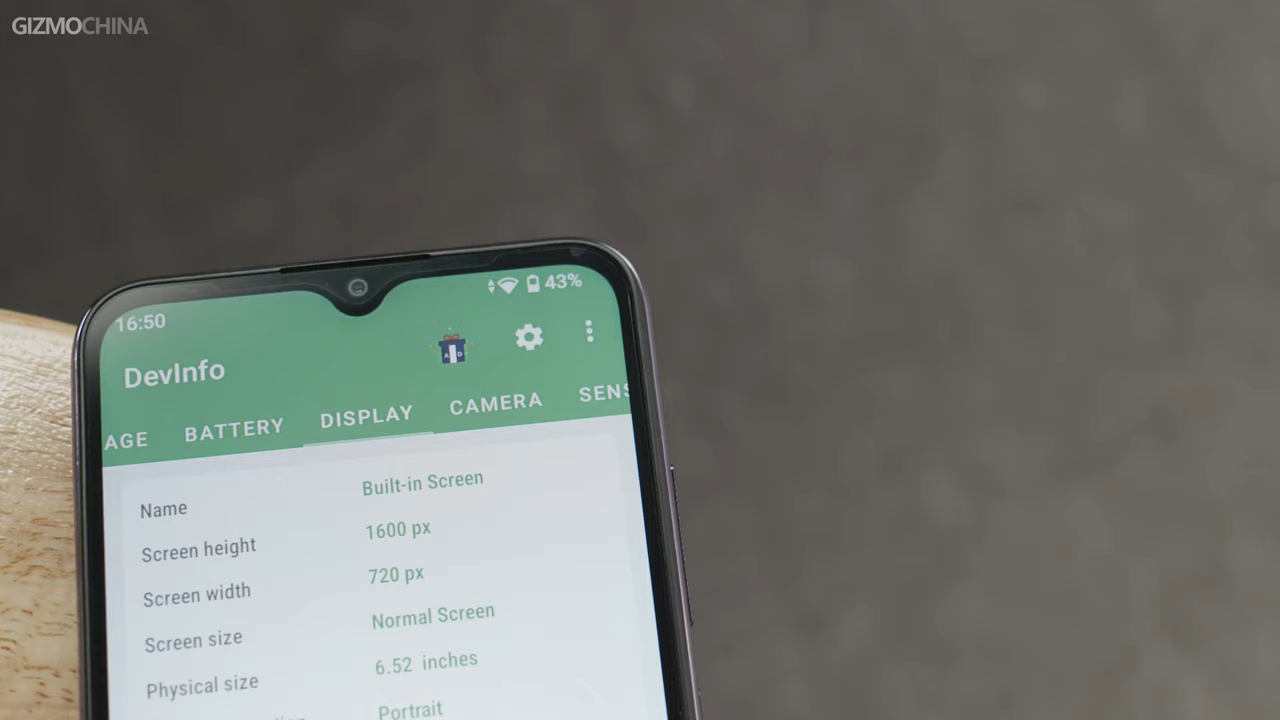 GIZMOCHINA
16:50
43%
DevInfo
AD
AGE BATTERY DISPLAY CAMERA SENS
Name Built-in Screen
Screen height 1600 px
Screen width 720 px
Screen size Normal Screen
Physical size 6.52 inches
Portrait